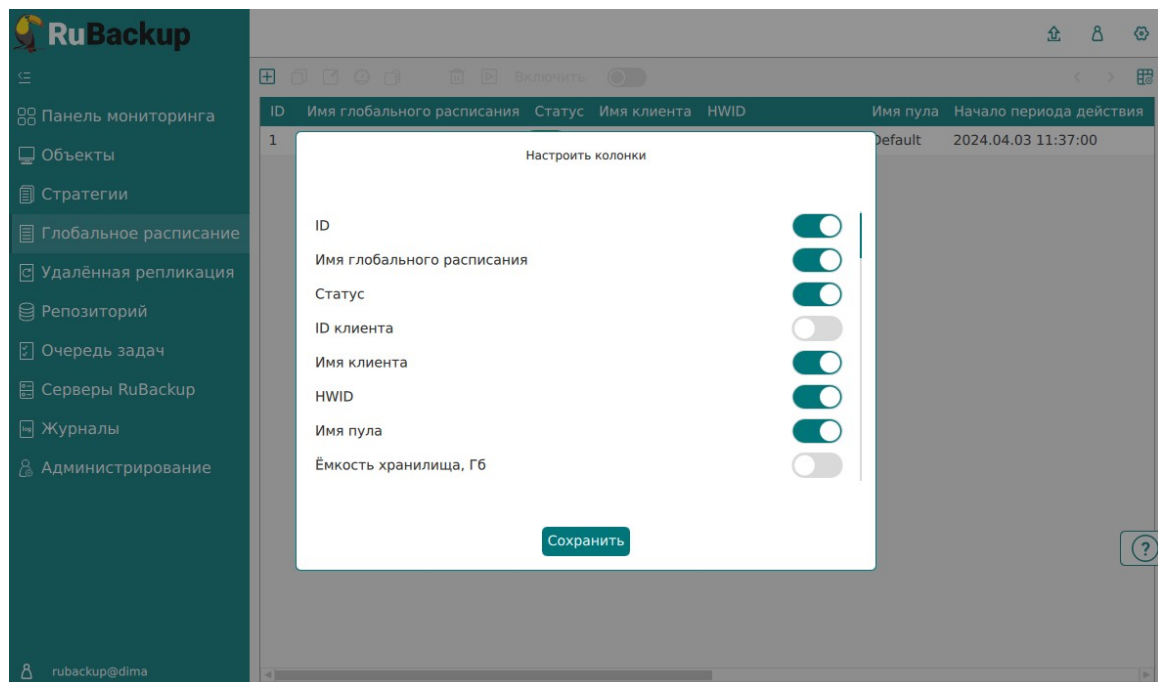 RuBackup
Включить
Панель мониторинга
Объекты
Стратегии
Глобальное расписание
Удалённая репликация
Репозиторий
Очередь задач
Серверы RuBackup
Журналы
Администрирование
rubackup@dima
ID Имя глобального расписания Статус Имя клиента HWID Имя пула Начало периода действия
1 Default 2024.04.03 11:37:00
Настроить колонки
ID
Имя глобального расписания
Статус
ID клиента
Имя клиента
HWID
Имя пула
Ёмкость хранилища, Гб
Сохранить
?